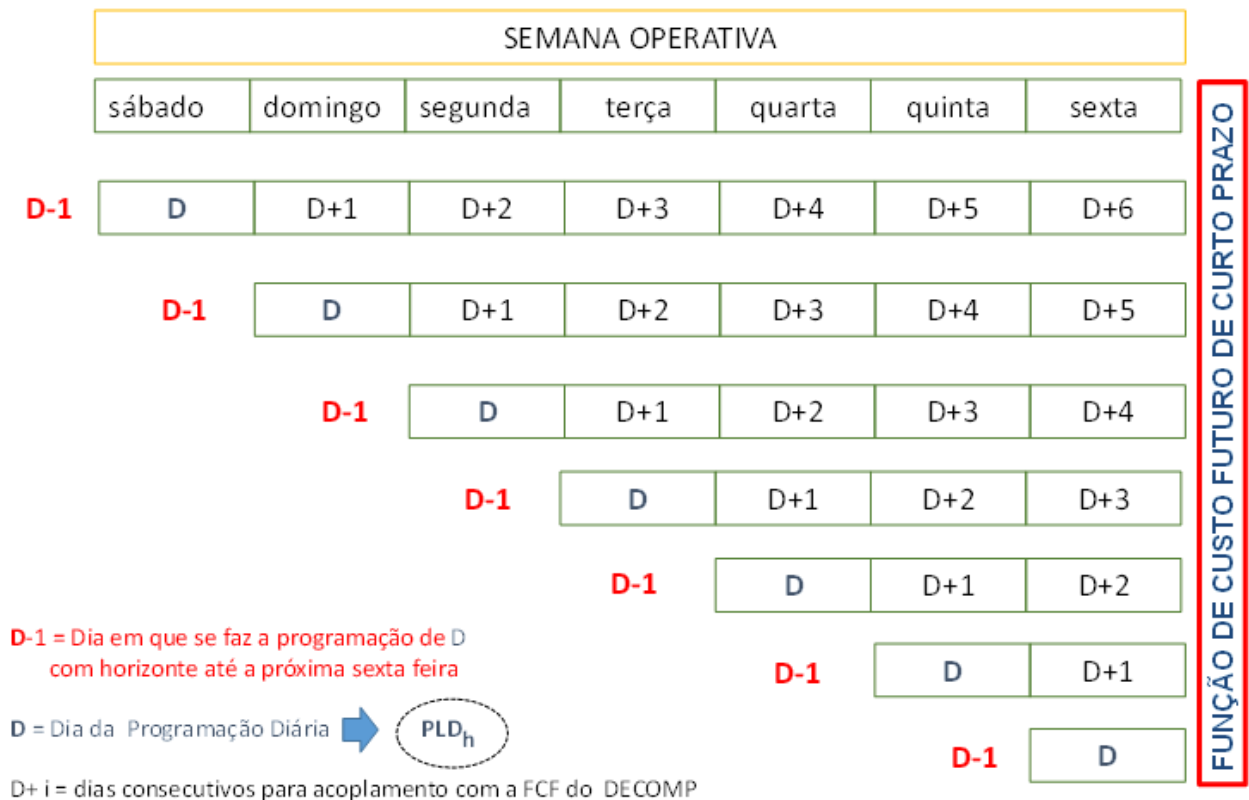 SEMANA OPERATIVA
sábado domingo segunda terça quarta quinta sexta
D-1 D D+1 D+2 D+3 D+4 D+5 D+6
D-1 D D+1 D+2 D+3 D+4 D+5
D-1 D D+1 D+2 D+3 D+4
D-1 D D+1 D+2 D+3
D-1 D D+1 D+2
D-1 D D+1
D-1 D
D-1 = Dia em que se faz a programação de D
com horizonte até a próxima sexta feira
D = Dia da Programação Diária PLDh
D+ i = dias consecutivos para acoplamento com a FCF do DECOMP
FUNÇÃO DE CUSTO FUTURO DE CURTO PRAZO